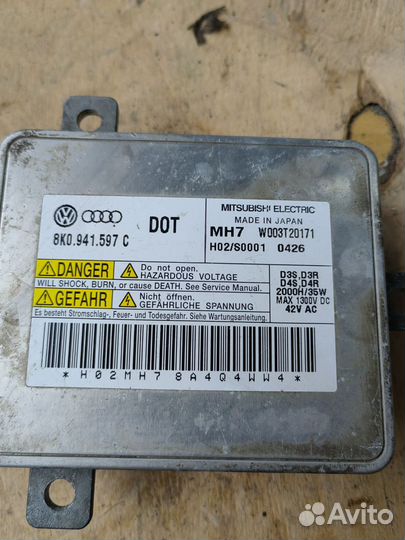 DOT
8K0.941.597 C
MITSUBISHI ELECTRIC
MADE IN JAPAN
MH7 W003T20171
H02/S0001 0426
DANGER
Do not open.
HAZARDOUS VOLTAGE
WILL SHOCK, BURN, or cause DEATH. See Service Manual.
GEFAHR
Nicht öffnen.
GEFÄHRLICHE SPANNUNG
Es besteht Stromschlag-, Feuer- und Todesgefahr. Siehe Wartungsanleitung.
D3S,D3R
D4S,D4R
2000H/35W
MAX 1300V DC
42V AC
*H02MH78A4Q4WW4*
Avito